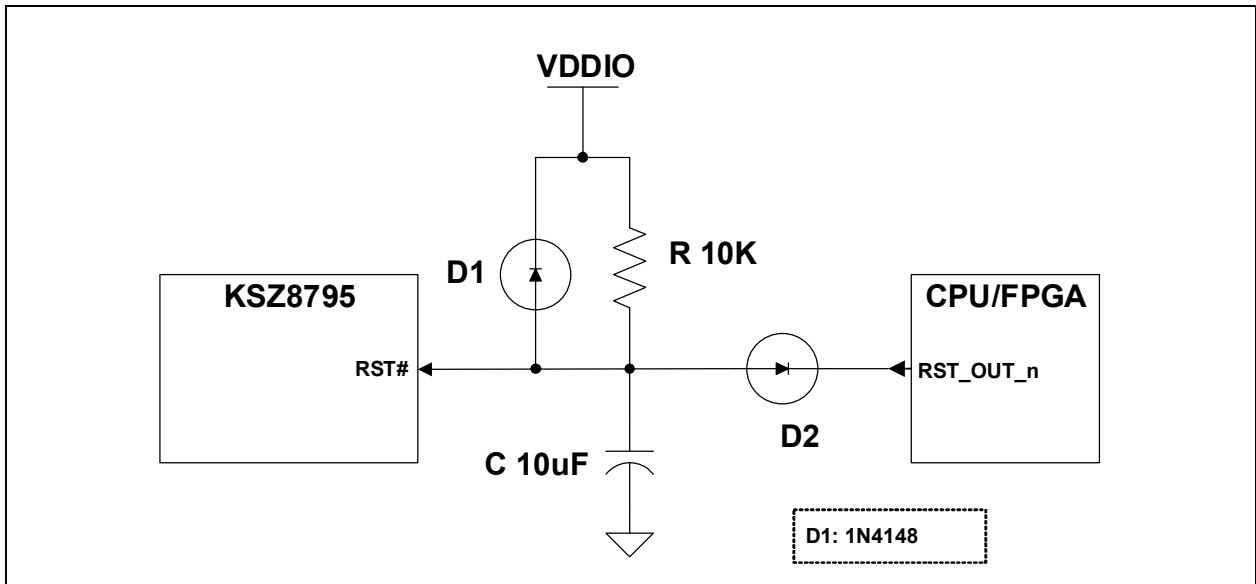 VDDIO
D1
R 10K
KSZ8795
CPU/FPGA
RST#
RST_OUT_n
D2
C 10uF
D1: 1N4148